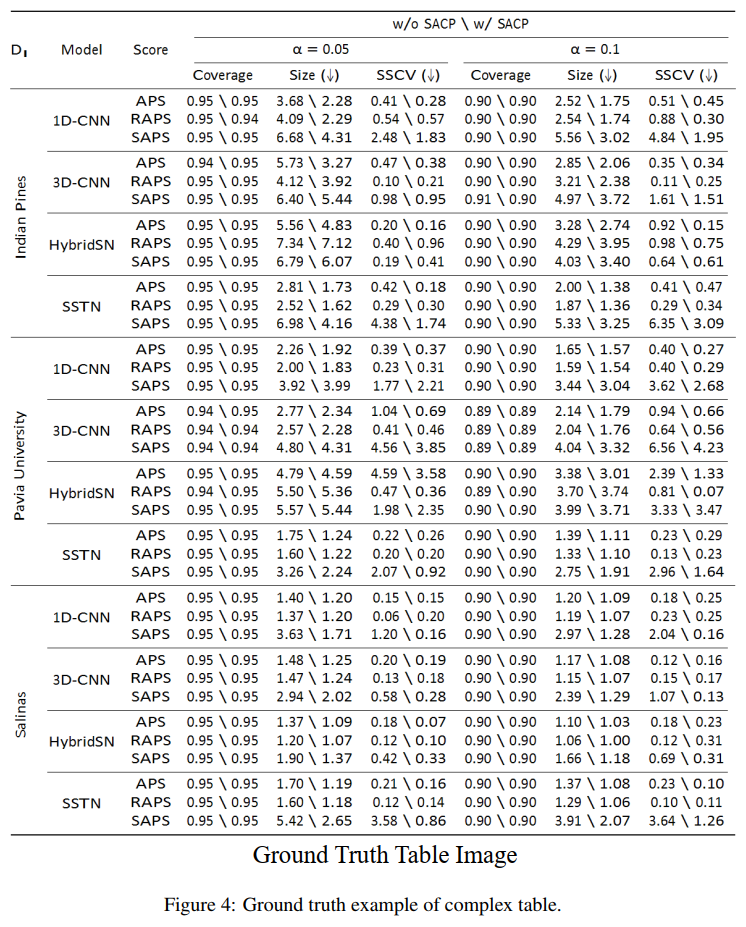 w/o SACP \ w/ SACP
D Model Score α = 0.05 α = 0.1
Coverage Size (↓) SSCV (↓) Coverage Size (↓) SSCV (↓)
Indian Pines
1D-CNN
APS 0.95 \ 0.95 3.68 \ 2.28 0.41 \ 0.28 0.90 \ 0.90 2.52 \ 1.75 0.51 \ 0.45
RAPS 0.95 \ 0.94 4.09 \ 2.29 0.54 \ 0.57 0.90 \ 0.90 2.54 \ 1.74 0.88 \ 0.30
SAPS 0.95 \ 0.95 6.68 \ 4.31 2.48 \ 1.83 0.90 \ 0.90 5.56 \ 3.02 4.84 \ 1.95
3D-CNN
APS 0.94 \ 0.95 5.73 \ 3.27 0.47 \ 0.38 0.90 \ 0.90 2.85 \ 2.06 0.35 \ 0.34
RAPS 0.95 \ 0.95 4.12 \ 3.92 0.10 \ 0.21 0.90 \ 0.90 3.21 \ 2.38 0.11 \ 0.25
SAPS 0.95 \ 0.95 6.40 \ 5.44 0.98 \ 0.95 0.91 \ 0.90 4.97 \ 3.72 1.61 \ 1.51
HybridSN
APS 0.95 \ 0.95 5.56 \ 4.83 0.20 \ 0.16 0.90 \ 0.90 3.28 \ 2.74 0.92 \ 0.15
RAPS 0.95 \ 0.95 7.34 \ 7.12 0.40 \ 0.96 0.90 \ 0.90 4.29 \ 3.95 0.98 \ 0.75
SAPS 0.95 \ 0.95 6.79 \ 6.07 0.19 \ 0.41 0.90 \ 0.90 4.03 \ 3.40 0.64 \ 0.61
SSTN
APS 0.95 \ 0.95 2.81 \ 1.73 0.42 \ 0.18 0.90 \ 0.90 2.00 \ 1.38 0.41 \ 0.47
RAPS 0.95 \ 0.95 2.52 \ 1.62 0.29 \ 0.30 0.90 \ 0.90 1.87 \ 1.36 0.29 \ 0.34
SAPS 0.95 \ 0.95 6.98 \ 4.16 4.38 \ 1.74 0.90 \ 0.90 5.33 \ 3.25 6.35 \ 3.09
Pavia University
1D-CNN
APS 0.95 \ 0.95 2.26 \ 1.92 0.39 \ 0.37 0.90 \ 0.90 1.65 \ 1.57 0.40 \ 0.27
RAPS 0.95 \ 0.95 2.00 \ 1.83 0.23 \ 0.31 0.90 \ 0.90 1.59 \ 1.54 0.40 \ 0.29
SAPS 0.95 \ 0.95 3.92 \ 3.99 1.77 \ 2.21 0.90 \ 0.90 3.44 \ 3.04 3.62 \ 2.68
3D-CNN
APS 0.94 \ 0.95 2.77 \ 2.34 1.04 \ 0.69 0.89 \ 0.89 2.14 \ 1.79 0.94 \ 0.66
RAPS 0.94 \ 0.94 2.57 \ 2.28 0.41 \ 0.46 0.89 \ 0.89 2.04 \ 1.76 0.64 \ 0.56
SAPS 0.94 \ 0.94 4.80 \ 4.31 4.56 \ 3.85 0.89 \ 0.89 4.04 \ 3.32 6.56 \ 4.23
HybridSN
APS 0.95 \ 0.95 4.79 \ 4.59 4.59 \ 3.58 0.90 \ 0.90 3.38 \ 3.01 2.39 \ 1.33
RAPS 0.94 \ 0.95 5.50 \ 5.36 0.47 \ 0.36 0.89 \ 0.90 3.70 \ 3.74 0.81 \ 0.07
SAPS 0.95 \ 0.95 5.57 \ 5.44 1.98 \ 2.35 0.90 \ 0.90 3.99 \ 3.71 3.33 \ 3.47
SSTN
APS 0.95 \ 0.95 1.75 \ 1.24 0.22 \ 0.26 0.90 \ 0.90 1.39 \ 1.11 0.23 \ 0.29
RAPS 0.95 \ 0.95 1.60 \ 1.22 0.20 \ 0.20 0.90 \ 0.90 1.33 \ 1.10 0.13 \ 0.23
SAPS 0.95 \ 0.95 3.26 \ 2.24 2.07 \ 0.92 0.90 \ 0.90 2.75 \ 1.91 2.96 \ 1.64
Salinas
1D-CNN
APS 0.95 \ 0.95 1.40 \ 1.20 0.15 \ 0.15 0.90 \ 0.90 1.20 \ 1.09 0.18 \ 0.25
RAPS 0.95 \ 0.95 1.37 \ 1.20 0.06 \ 0.20 0.90 \ 0.90 1.19 \ 1.07 0.23 \ 0.25
SAPS 0.95 \ 0.95 3.63 \ 1.71 1.20 \ 0.16 0.90 \ 0.90 2.97 \ 1.28 2.04 \ 0.16
3D-CNN
APS 0.95 \ 0.95 1.48 \ 1.25 0.20 \ 0.19 0.90 \ 0.90 1.17 \ 1.08 0.12 \ 0.16
RAPS 0.95 \ 0.95 1.47 \ 1.24 0.13 \ 0.18 0.90 \ 0.90 1.15 \ 1.07 0.15 \ 0.17
SAPS 0.95 \ 0.95 2.94 \ 2.02 0.58 \ 0.28 0.90 \ 0.90 2.39 \ 1.29 1.07 \ 0.13
HybridSN
APS 0.95 \ 0.95 1.37 \ 1.09 0.18 \ 0.07 0.90 \ 0.90 1.10 \ 1.03 0.18 \ 0.23
RAPS 0.95 \ 0.95 1.20 \ 1.07 0.12 \ 0.10 0.90 \ 0.90 1.06 \ 1.00 0.12 \ 0.31
SAPS 0.95 \ 0.95 1.90 \ 1.37 0.42 \ 0.33 0.90 \ 0.90 1.66 \ 1.18 0.69 \ 0.31
SSTN
APS 0.95 \ 0.95 1.70 \ 1.19 0.21 \ 0.16 0.90 \ 0.90 1.37 \ 1.08 0.23 \ 0.10
RAPS 0.95 \ 0.95 1.60 \ 1.18 0.12 \ 0.14 0.90 \ 0.90 1.29 \ 1.06 0.10 \ 0.11
SAPS 0.95 \ 0.95 5.42 \ 2.65 3.58 \ 0.86 0.90 \ 0.90 3.91 \ 2.07 3.64 \ 1.26
Ground Truth Table Image
Figure 4: Ground truth example of complex table.